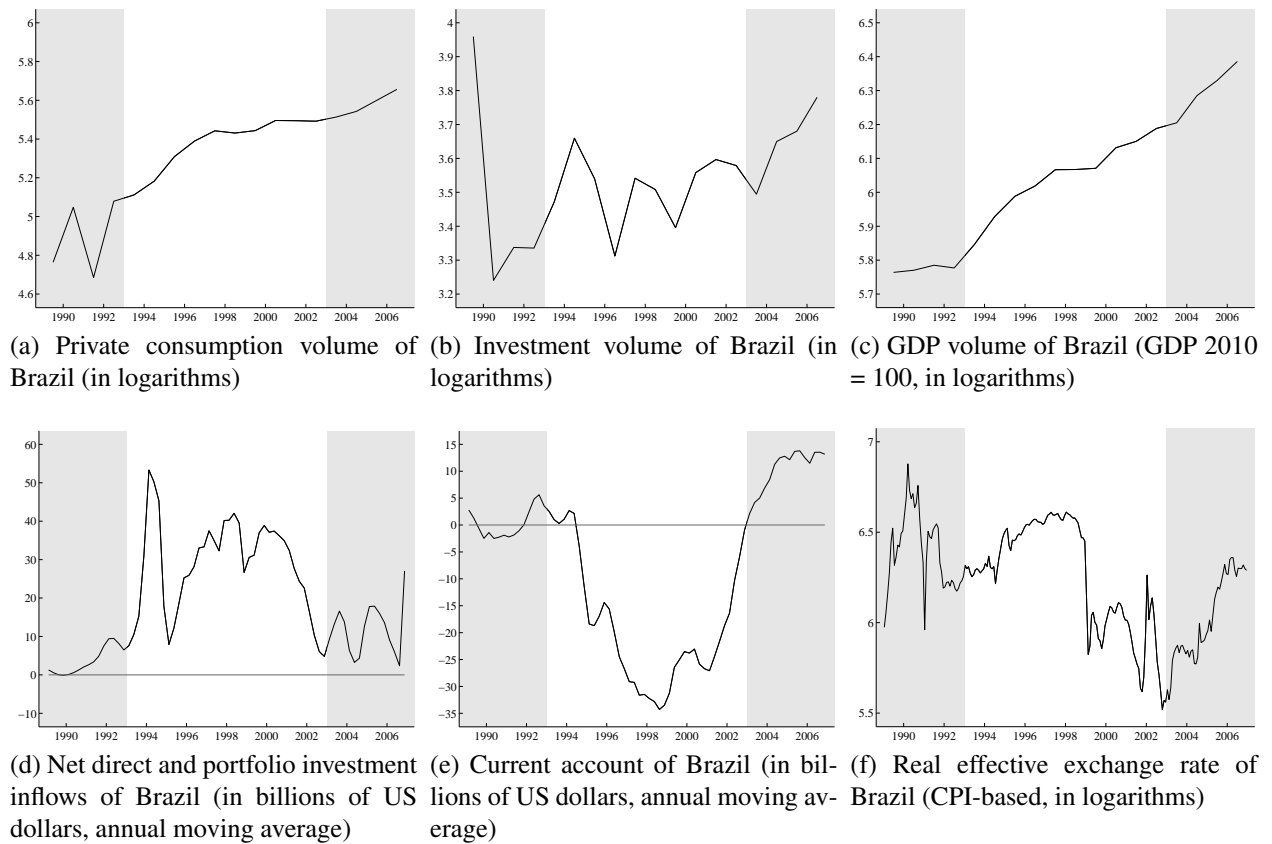 6
5.8
5.6
5.4
5.2
5
4.8
4.6
1990 1992 1994 1996 1998 2000 2002 2004 2006
(a) Private consumption volume of
Brazil (in logarithms)
4
3.9
3.8
3.7
3.6
3.5
3.4
3.3
3.2
1990 1992 1994 1996 1998 2000 2002 2004 2006
(b) Investment volume of Brazil (in
logarithms)
6.5
6.4
6.3
6.2
6.1
6
5.9
5.8
5.7
1990 1992 1994 1996 1998 2000 2002 2004 2006
(c) GDP volume of Brazil (GDP 2010
= 100, in logarithms)
60
50
40
30
20
10
0
−10
1990 1992 1994 1996 1998 2000 2002 2004 2006
(d) Net direct and portfolio investment
inflows of Brazil (in billions of US
dollars, annual moving average)
15
10
5
0
−5
−10
−15
−20
−25
−30
−35
1990 1992 1994 1996 1998 2000 2002 2004 2006
(e) Current account of Brazil (in bil-
lions of US dollars, annual moving av-
erage)
7
6.5
6
5.5
1990 1992 1994 1996 1998 2000 2002 2004 2006
(f) Real effective exchange rate of
Brazil (CPI-based, in logarithms)